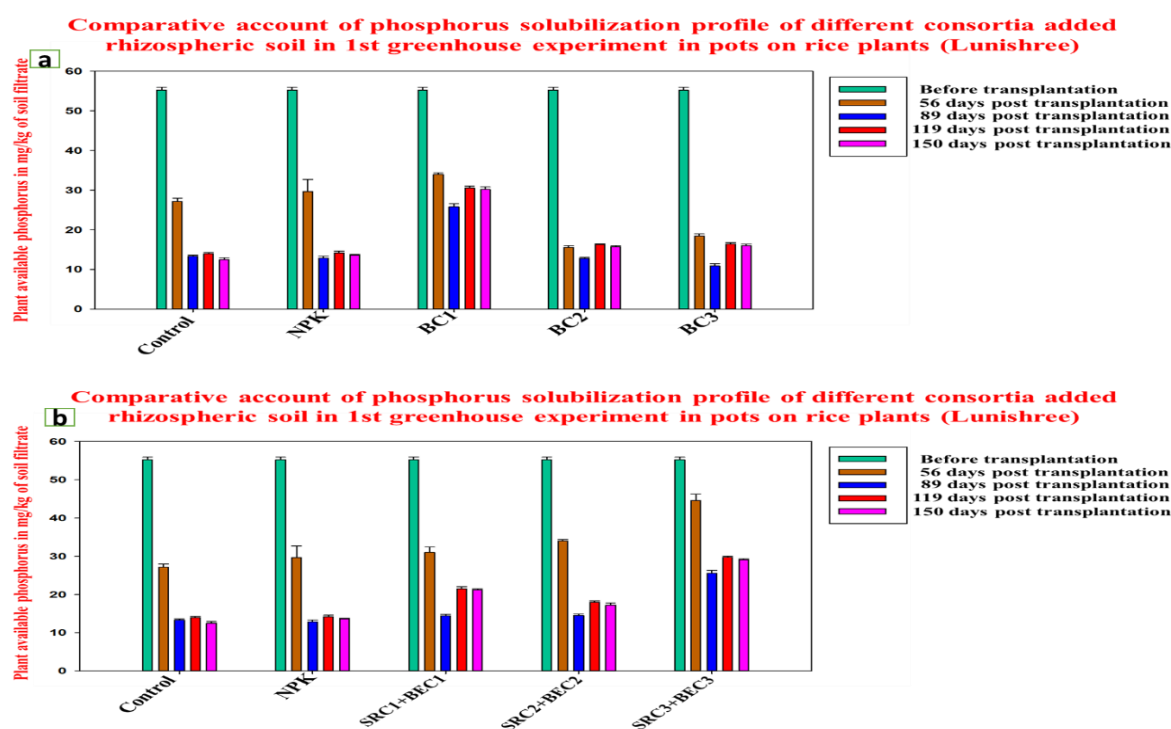 Comparative account of phosphorus solubilization profile of different consortia added
rhizospheric soil in 1st greenhouse experiment in pots on rice plants (Lunishree)
a
Plant available phosphorus in mg/kg of soil filtrate
60
50
40
30
20
10
0
Control
NPK
BC1
BC2
BC3
Before transplantation
56 days post transplantation
89 days post transplantation
119 days post transplantation
150 days post transplantation
Comparative account of phosphorus solubilization profile of different consortia added
rhizospheric soil in 1st greenhouse experiment in pots on rice plants (Lunishree)
b
Plant available phosphorus in mg/kg of soil filtrate
60
50
40
30
20
10
0
Control
NPK
SRC1+BEC1
SRC2+BEC2
SRC3+BEC3
Before transplantation
56 days post transplantation
89 days post transplantation
119 days post transplantation
150 days post transplantation